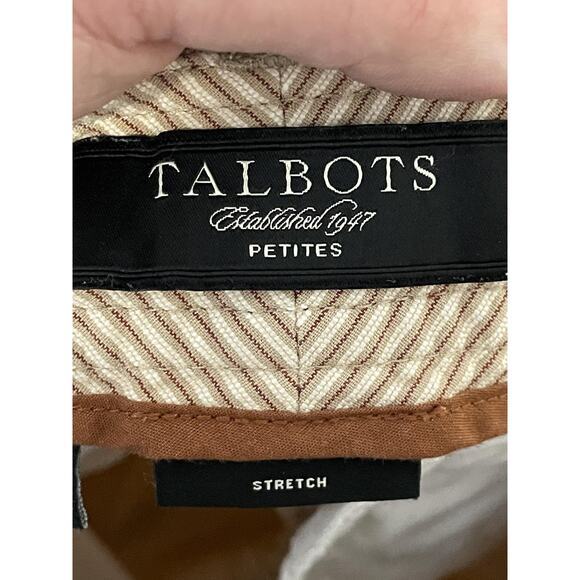 TALBOTS
Established 1947
PETITES
STRETCH